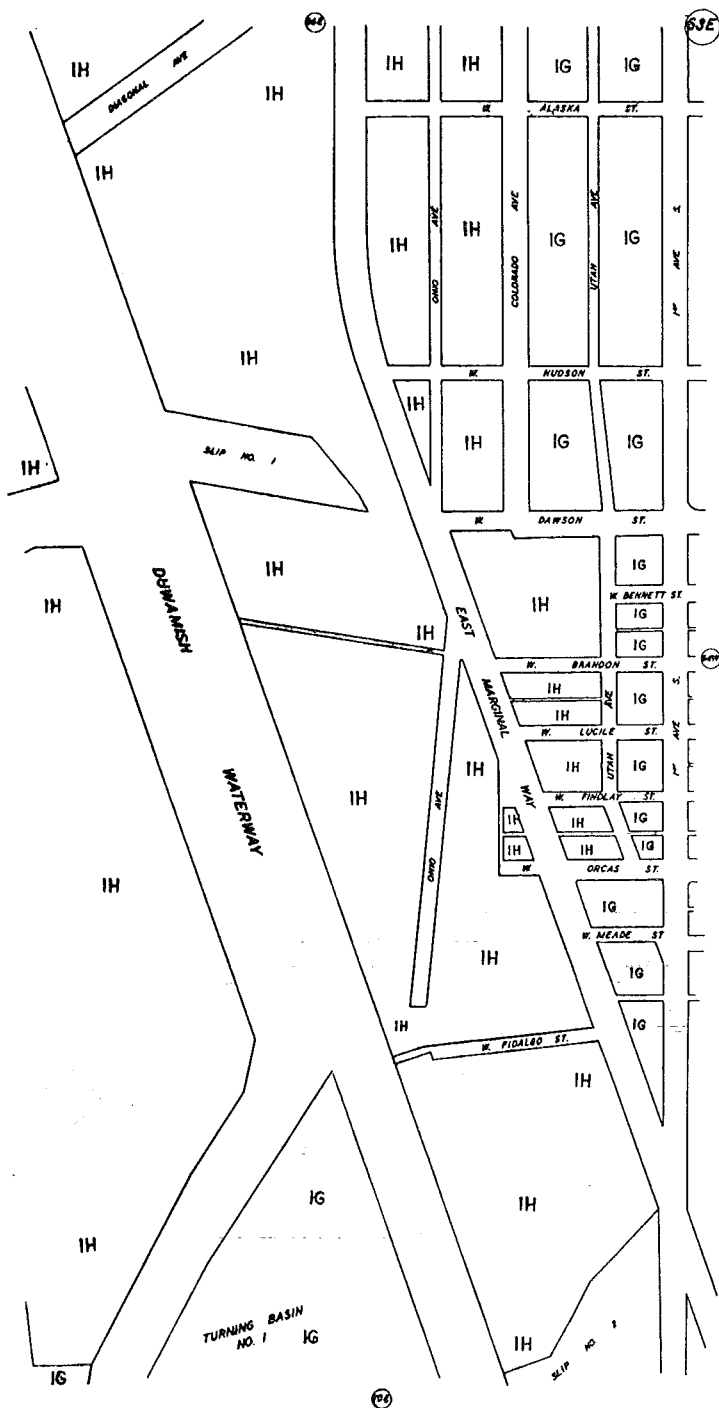 63E
IH
DIAGONAL AVE
IH
IH
IH
IH
IH
IG
IG
W. ALASKA ST.
IH
OHIO AVE
IH
COLORADO AVE
IG
UTAH AVE
IG
1ST AVE S.
W. HUDSON ST.
IH
IH
IG
IG
SLIP NO. 1
IH
W. DAWSON ST.
IH
DUWAMISH
WATERWAY
IH
IH
EAST
MARGINAL
WAY
IH
IG
W. BENNETT ST.
IG
IG
W. BRANDON ST.
IH
IH
UTAH AVE
IG
1ST AVE S.
W. LUCILE ST.
IH
IG
W. FINDLAY ST.
IH
IH
IG
IH
IH
IG
W. ORCAS ST.
IH
IH
OHIO AVE
IH
IH
IH
IG
W. MEADE ST
IG
IG
W. FIDALGO ST.
IH
IG
IH
IH
TURNING BASIN
NO. 1
IG
IG
IH
SLIP NO. 2